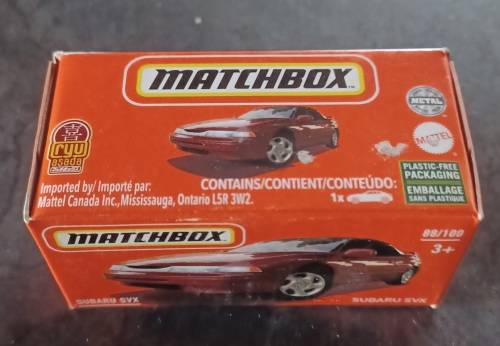 MATCHBOX
METAL
MATTEL
喜
ryu
asada
Imported by/ Importé par:
Mattel Canada Inc., Mississauga, Ontario L5R 3W2.
CONTAINS/CONTIENT/CONTEÚDO:
1x
PLASTIC-FREE
PACKAGING
EMBALLAGE
SANS PLASTIQUE
MATCHBOX
88/100
3+
SUBARU SVX
SUBARU SVX